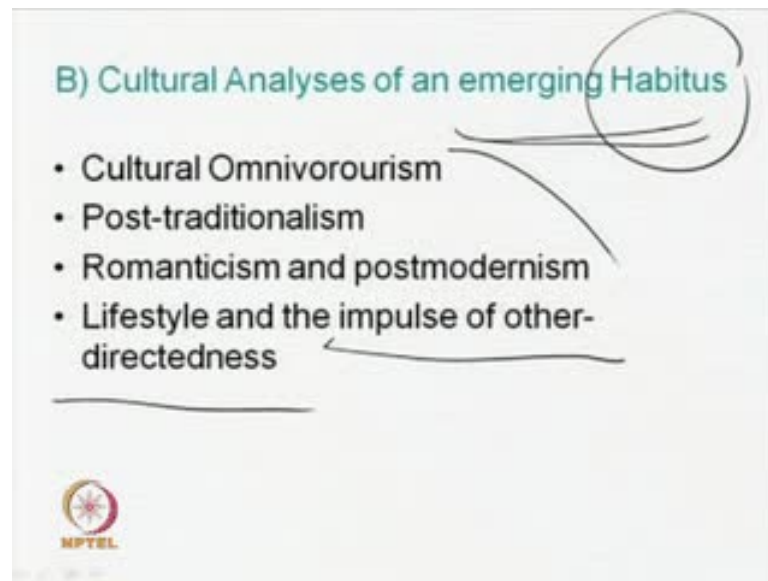 B) Cultural Analyses of an emerging Habitus
• Cultural Omnivorourism
• Post-traditionalism
• Romanticism and postmodernism
• Lifestyle and the impulse of other-
directedness
NPTEL